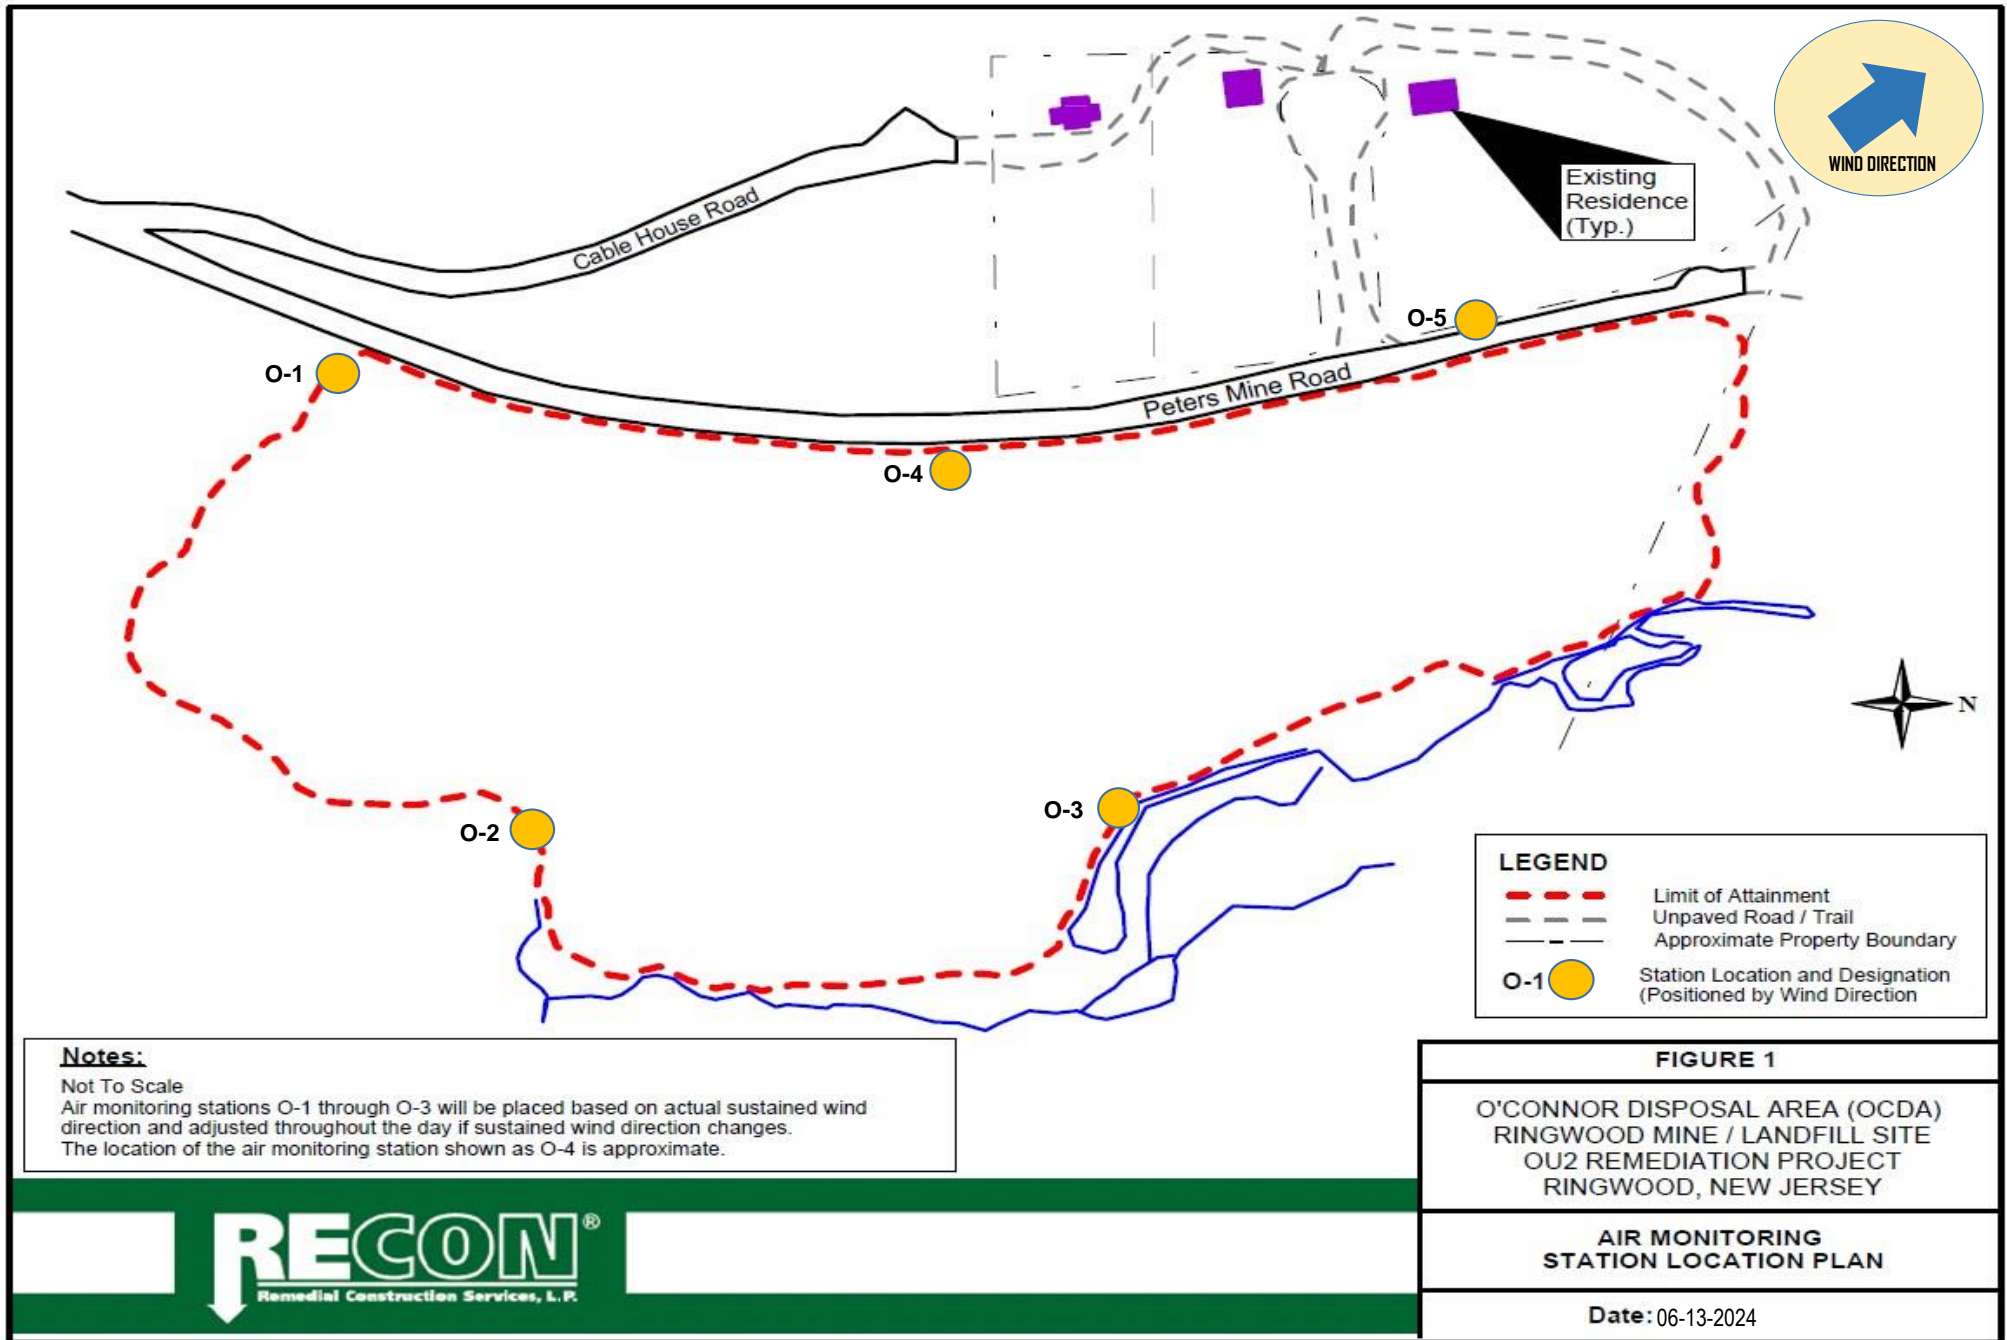 WIND DIRECTION
Existing
Residence
(Typ.)
Cable House Road
O-5
O-1
Peters Mine Road
O-4
N
O-3
O-2
LEGEND
Limit of Attainment
Unpaved Road / Trail
Approximate Property Boundary
O-1
Station Location and Designation
(Positioned by Wind Direction
Notes:
Not To Scale
Air monitoring stations O-1 through O-3 will be placed based on actual sustained wind
direction and adjusted throughout the day if sustained wind direction changes.
The location of the air monitoring station shown as O-4 is approximate.
FIGURE 1
O'CONNOR DISPOSAL AREA (OCDA)
RINGWOOD MINE / LANDFILL SITE
OU2 REMEDIATION PROJECT
RINGWOOD, NEW JERSEY
AIR MONITORING
STATION LOCATION PLAN
Date: 06-13-2024
RECON®
Remedial Construction Services, L.P.